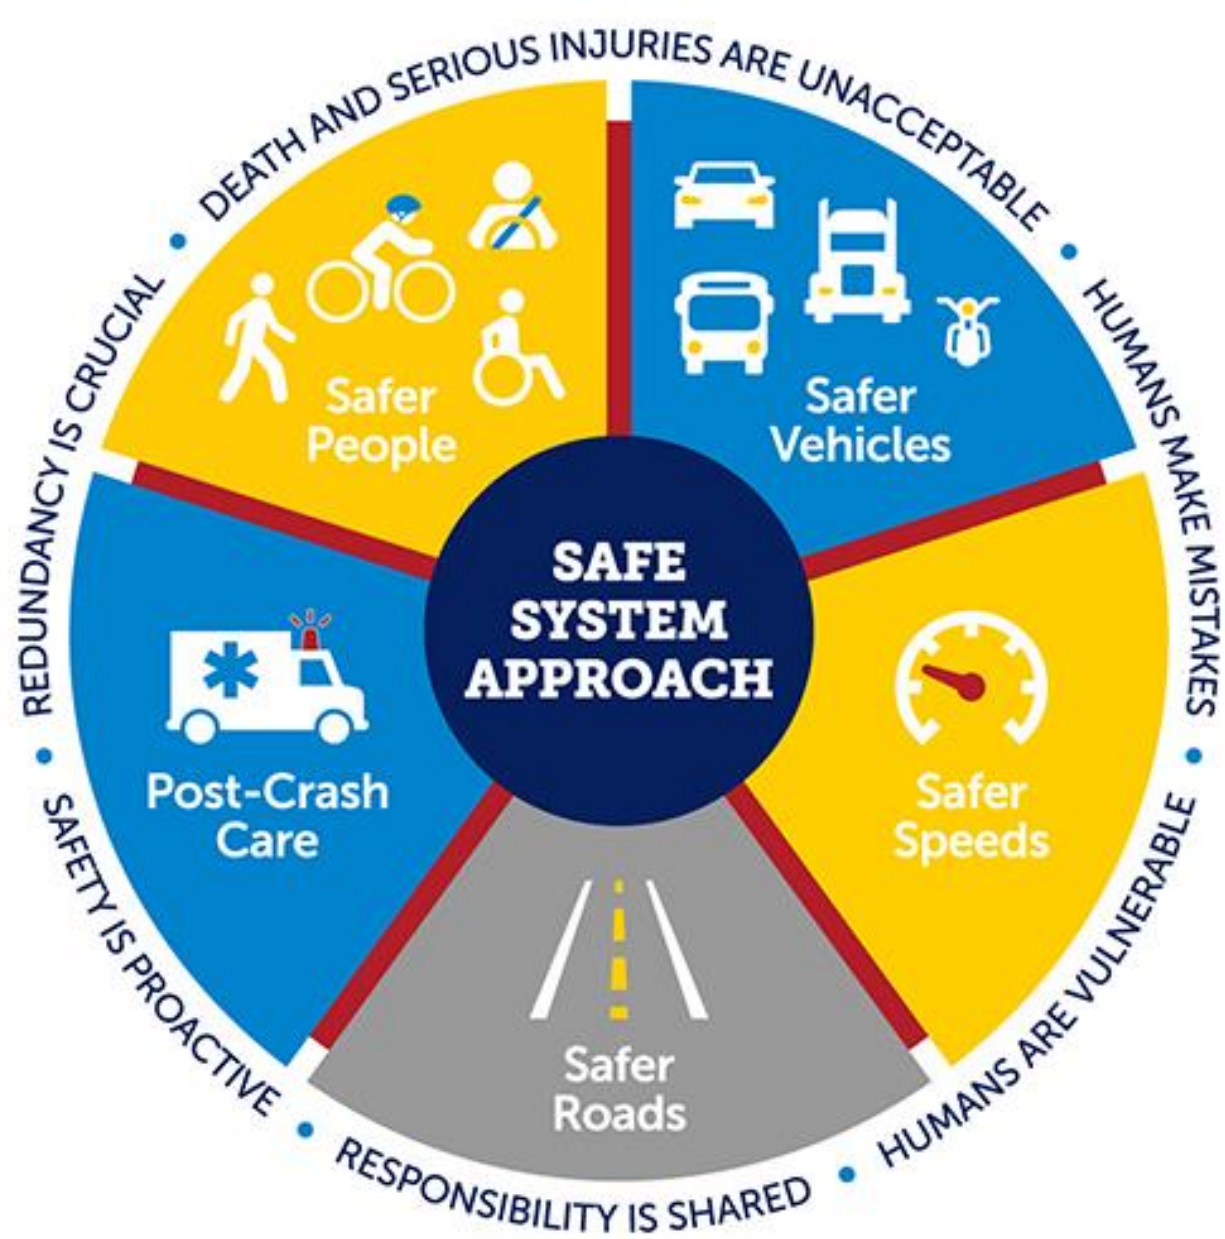 DEATH AND SERIOUS INJURIES ARE UNACCEPTABLE
HUMANS MAKE MISTAKES
HUMANS ARE VULNERABLE
RESPONSIBILITY IS SHARED
SAFETY IS PROACTIVE
REDUNDANCY IS CRUCIAL
Safer
People
Safer
Vehicles
SAFE
SYSTEM
APPROACH
Safer
Speeds
Post-Crash
Care
Safer
Roads